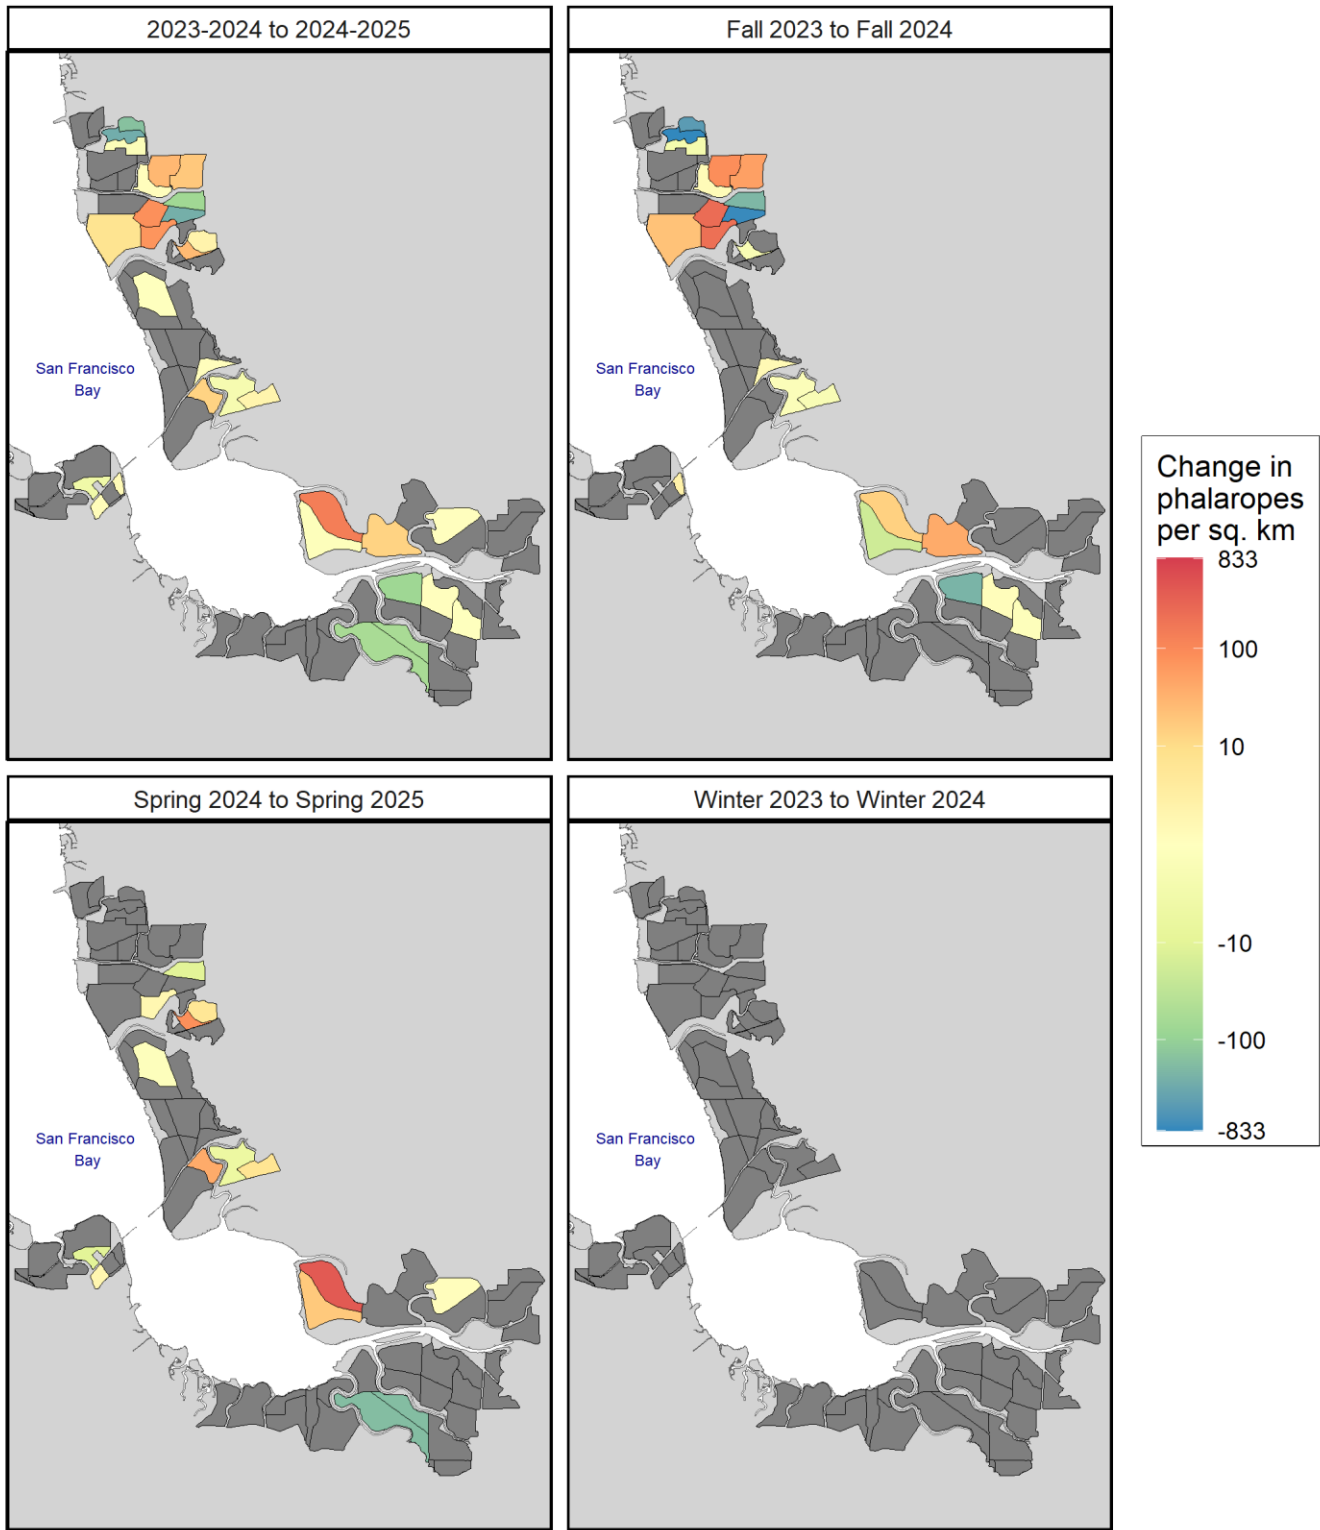 2023-2024 to 2024-2025
Fall 2023 to Fall 2024
San Francisco
Bay
San Francisco
Bay
Change in
phalaropes
per sq. km
833
100
10
-10
-100
-833
Spring 2024 to Spring 2025
Winter 2023 to Winter 2024
San Francisco
Bay
San Francisco
Bay